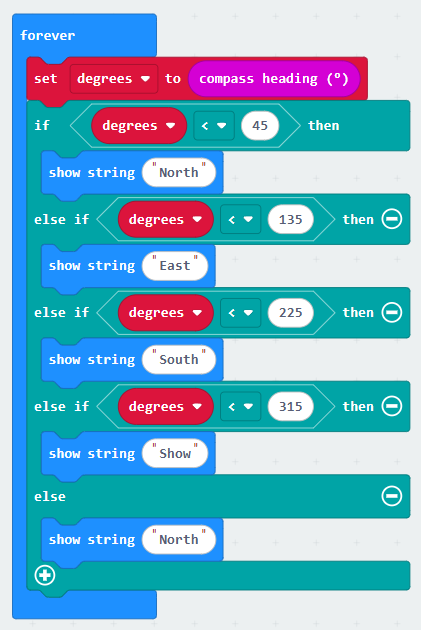 forever
set degrees to compass heading (°)
if degrees < 45 then
show string "North"
else if degrees < 135 then
show string "East"
else if degrees < 225 then
show string "South"
else if degrees < 315 then
show string "Show"
else
show string "North"